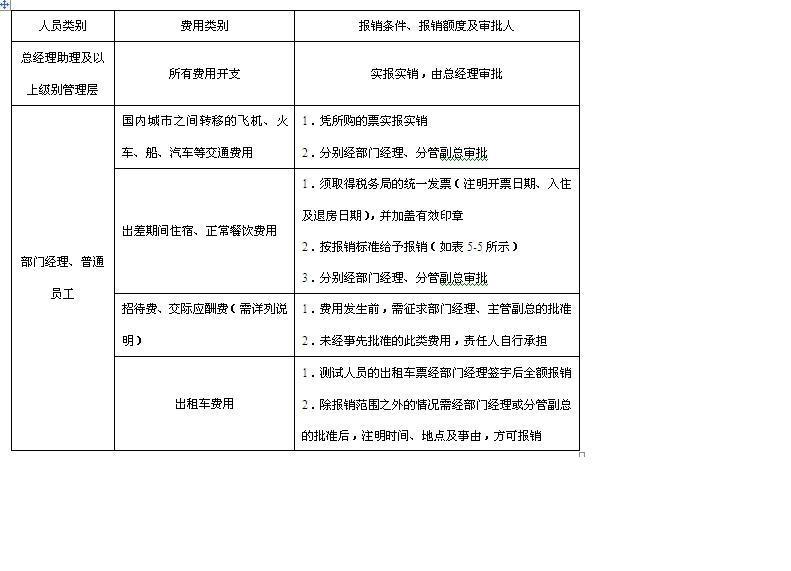 人员类别
费用类别
报销条件、报销额度及审批人
总经理助理及以
上级别管理层
所有费用开支
实报实销，由总经理审批
部门经理、普通
员工
国内城市之间转移的飞机、火
车、船、汽车等交通费用
1．凭所购的票实报实销
2．分别经部门经理、分管副总审批
出差期间住宿、正常餐饮费用
1．须取得税务局的统一发票（注明开票日期、入住
及退房日期），并加盖有效印章
2．按报销标准给予报销（如表 5-5 所示）
3．分别经部门经理、分管副总审批
招待费、交际应酬费（需详列说
明）
1．费用发生前，需征求部门经理、主管副总的批准
2．未经事先批准的此类费用，责任人自行承担
出租车费用
1．测试人员的出租车票经部门经理签字后全额报销
2．除报销范围之外的情况需经部门经理或分管副总
的批准后，注明时间、地点及事由，方可报销